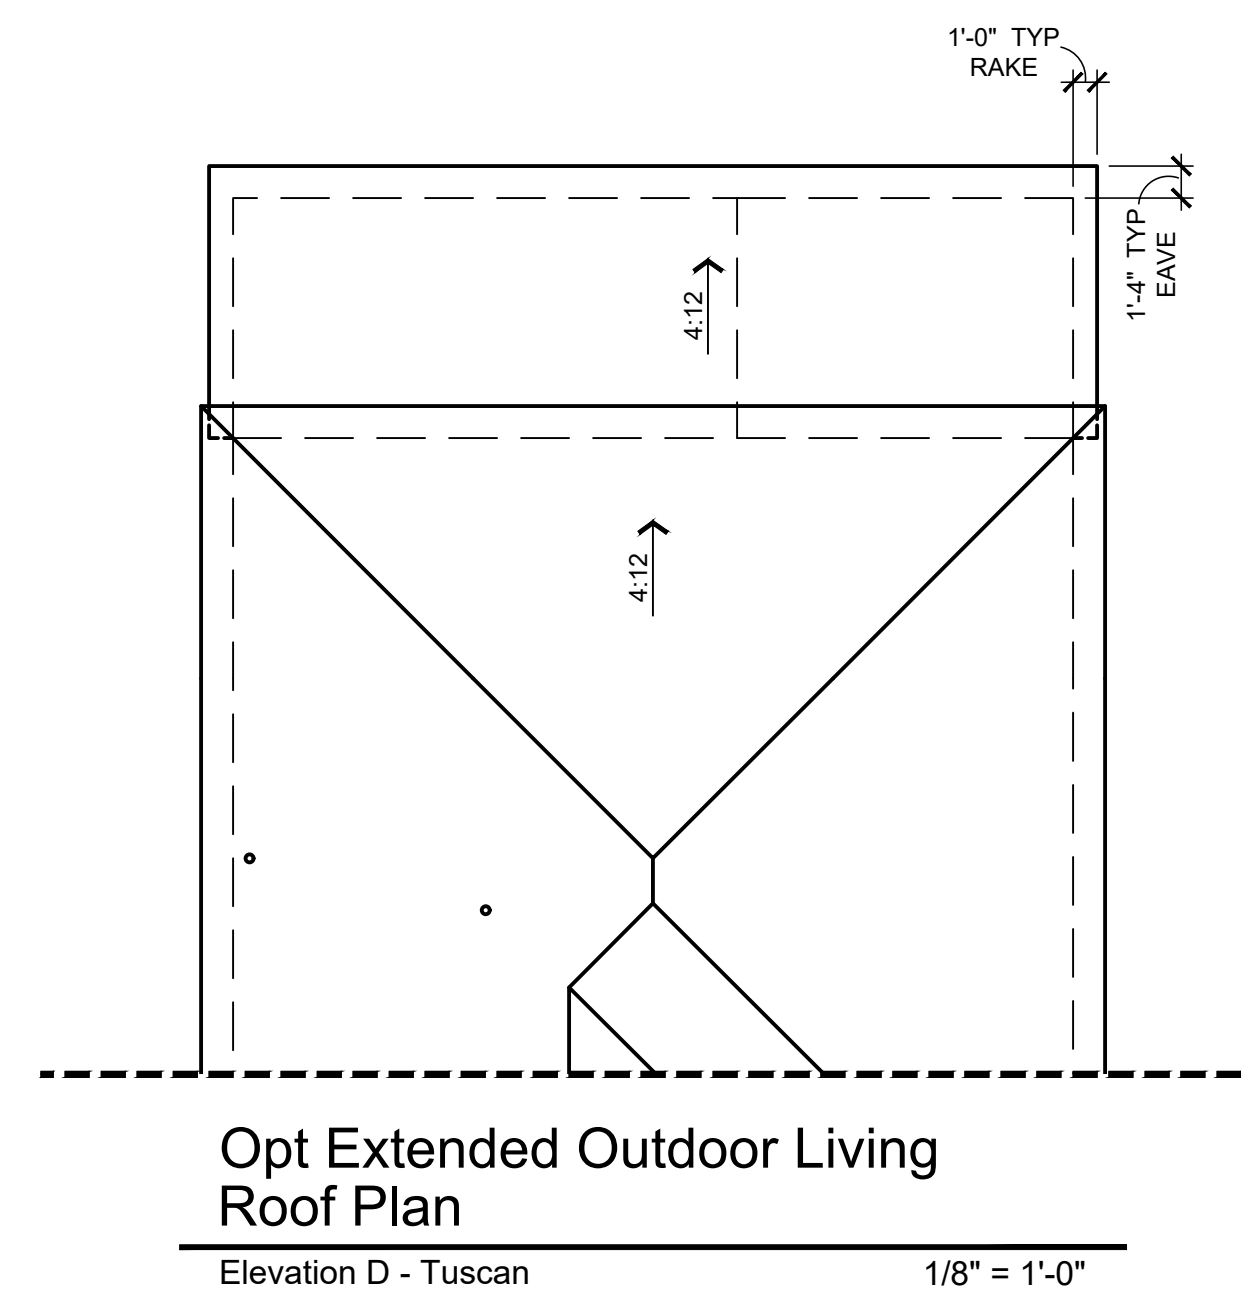 1'-0" TYP
RAKE
1'-4" TYP
EAVE
4:12
4:12
Opt Extended Outdoor Living
Roof Plan
Elevation D - Tuscan
1/8" = 1'-0"